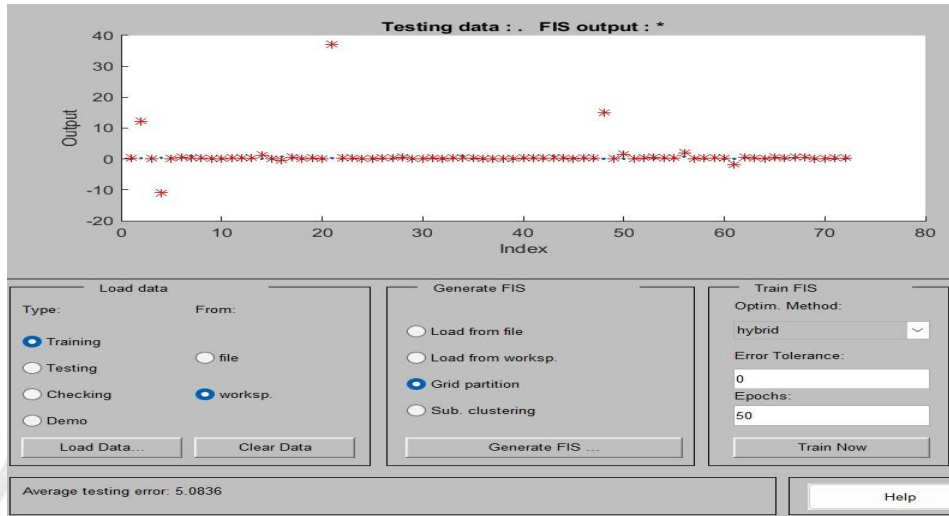 Testing data : .   FIS output : *
40
30
20
10
0
-10
-20
Output
0 10 20 30 40 50 60 70 80
Index
Load data
Type:
From:
Training
Testing
Checking
Demo
file
worksp.
Load Data...
Clear Data
Generate FIS
Load from file
Load from worksp.
Grid partition
Sub. clustering
Generate FIS ...
Train FIS
Optim. Method:
hybrid
Error Tolerance:
0
Epochs:
50
Train Now
Average testing error: 5.0836
Help